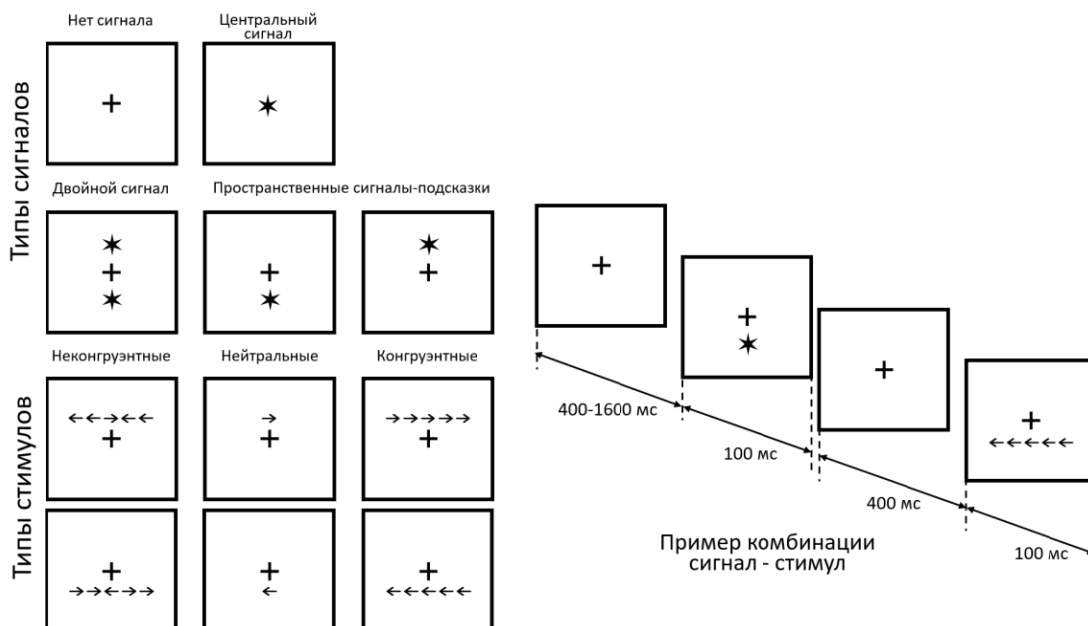 Нет сигнала
Центральный
сигнал
Типы сигналов
Двойной сигнал
Пространственные сигналы-подсказки
Неконгруэнтные
Нейтральные
Конгруэнтные
Типы стимулов
400-1600 мс
100 мс
400 мс
100 мс
Пример комбинации
сигнал - стимул